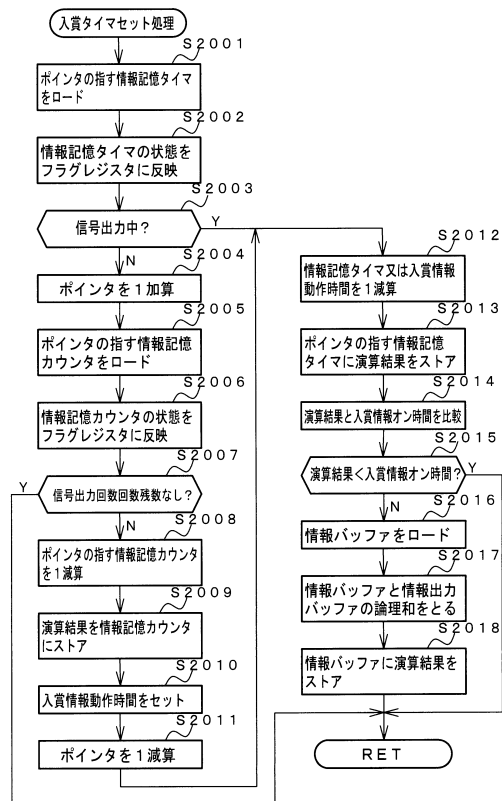 入賞タイマセット処理
S2001
ポインタの指す情報記憶タイマ
をロード
S2002
情報記憶タイマの状態を
フラグレジスタに反映
S2003
信号出力中？
Y
N
S2004
ポインタを1加算
S2005
ポインタの指す情報記憶
カウンタをロード
S2006
情報記憶カウンタの状態を
フラグレジスタに反映
S2007
Y
信号出力回数回数残数なし？
N
S2008
ポインタの指す情報記憶カウンタ
を1減算
S2009
演算結果を情報記憶カウンタ
にストア
S2010
入賞情報動作時間をセット
S2011
ポインタを1減算
S2012
情報記憶タイマ又は入賞情報
動作時間を1減算
S2013
ポインタの指す情報記憶
タイマに演算結果をストア
S2014
演算結果と入賞情報オン時間を比較
S2015
演算結果＜入賞情報オン時間？
Y
N
S2016
情報バッファをロード
S2017
情報バッファと情報出力
バッファの論理和をとる
S2018
情報バッファに演算結果を
ストア
RET